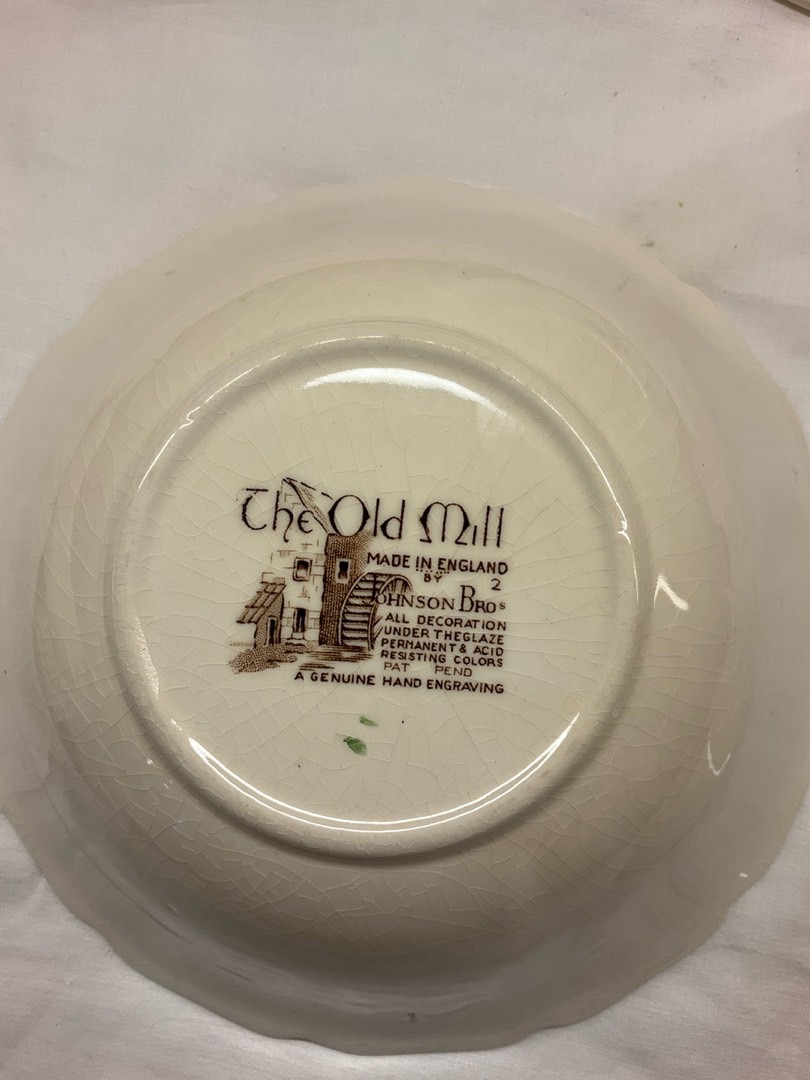 The Old Mill
MADE IN ENGLAND
"BY" 2
JOHNSON BROS
ALL DECORATION
UNDER THE GLAZE
PERMANENT & ACID
RESISTING COLORS
PAT PEND
A GENUINE HAND ENGRAVING